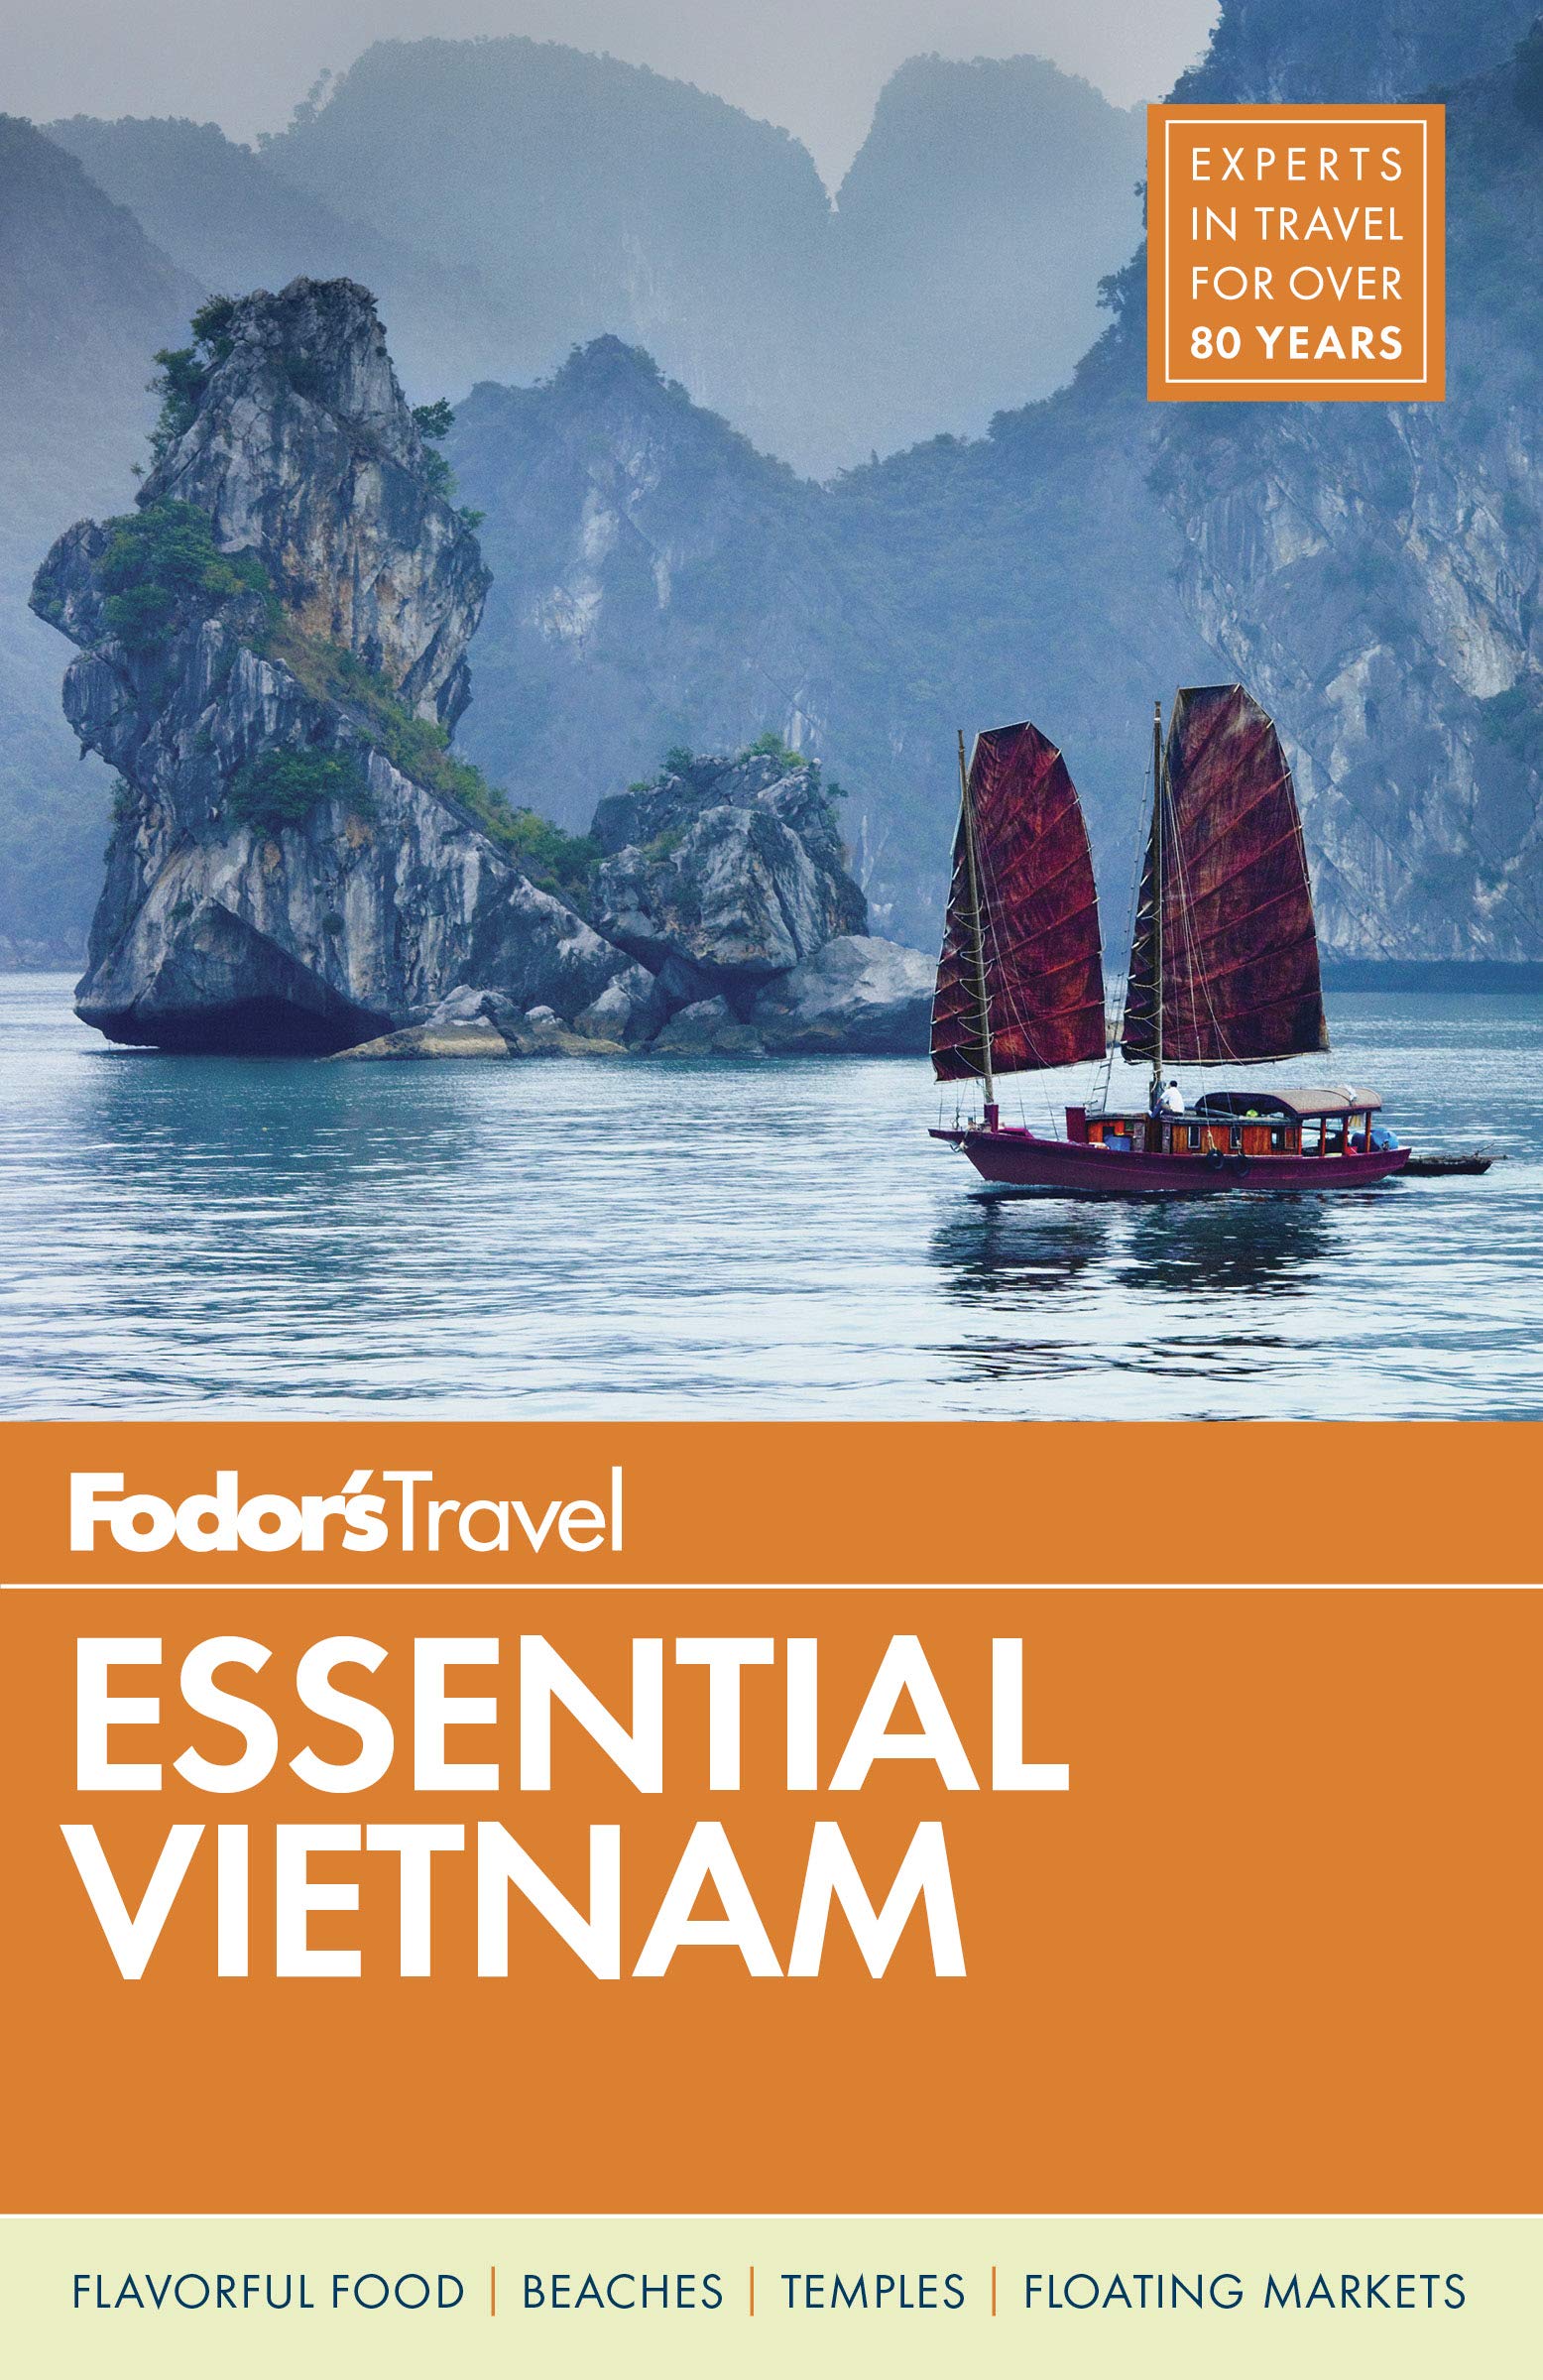 EXPERTS
IN TRAVEL
FOR OVER
80 YEARS
Fodor's Travel
ESSENTIAL
VIETNAM
FLAVORFUL FOOD | BEACHES | TEMPLES | FLOATING MARKETS